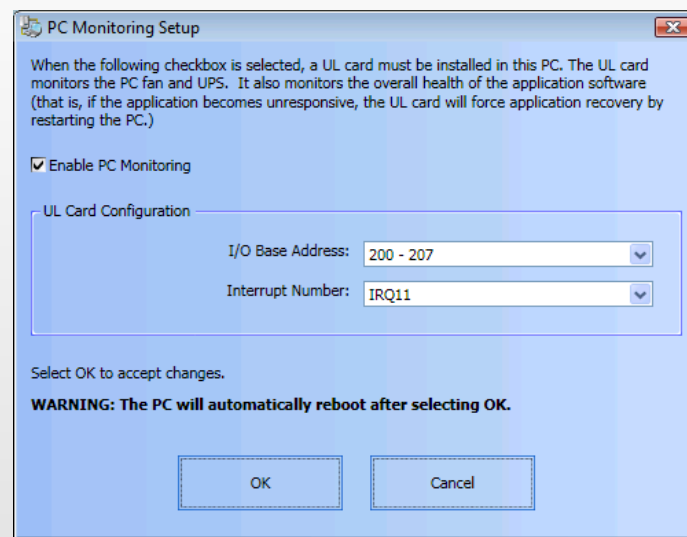 PC Monitoring Setup
When the following checkbox is selected, a UL card must be installed in this PC. The UL card
monitors the PC fan and UPS.  It also monitors the overall health of the application software
(that is, if the application becomes unresponsive, the UL card will force application recovery by
restarting the PC.)
Enable PC Monitoring
UL Card Configuration
I/O Base Address: 200 - 207
Interrupt Number: IRQ11
Select OK to accept changes.
WARNING: The PC will automatically reboot after selecting OK.
OK Cancel